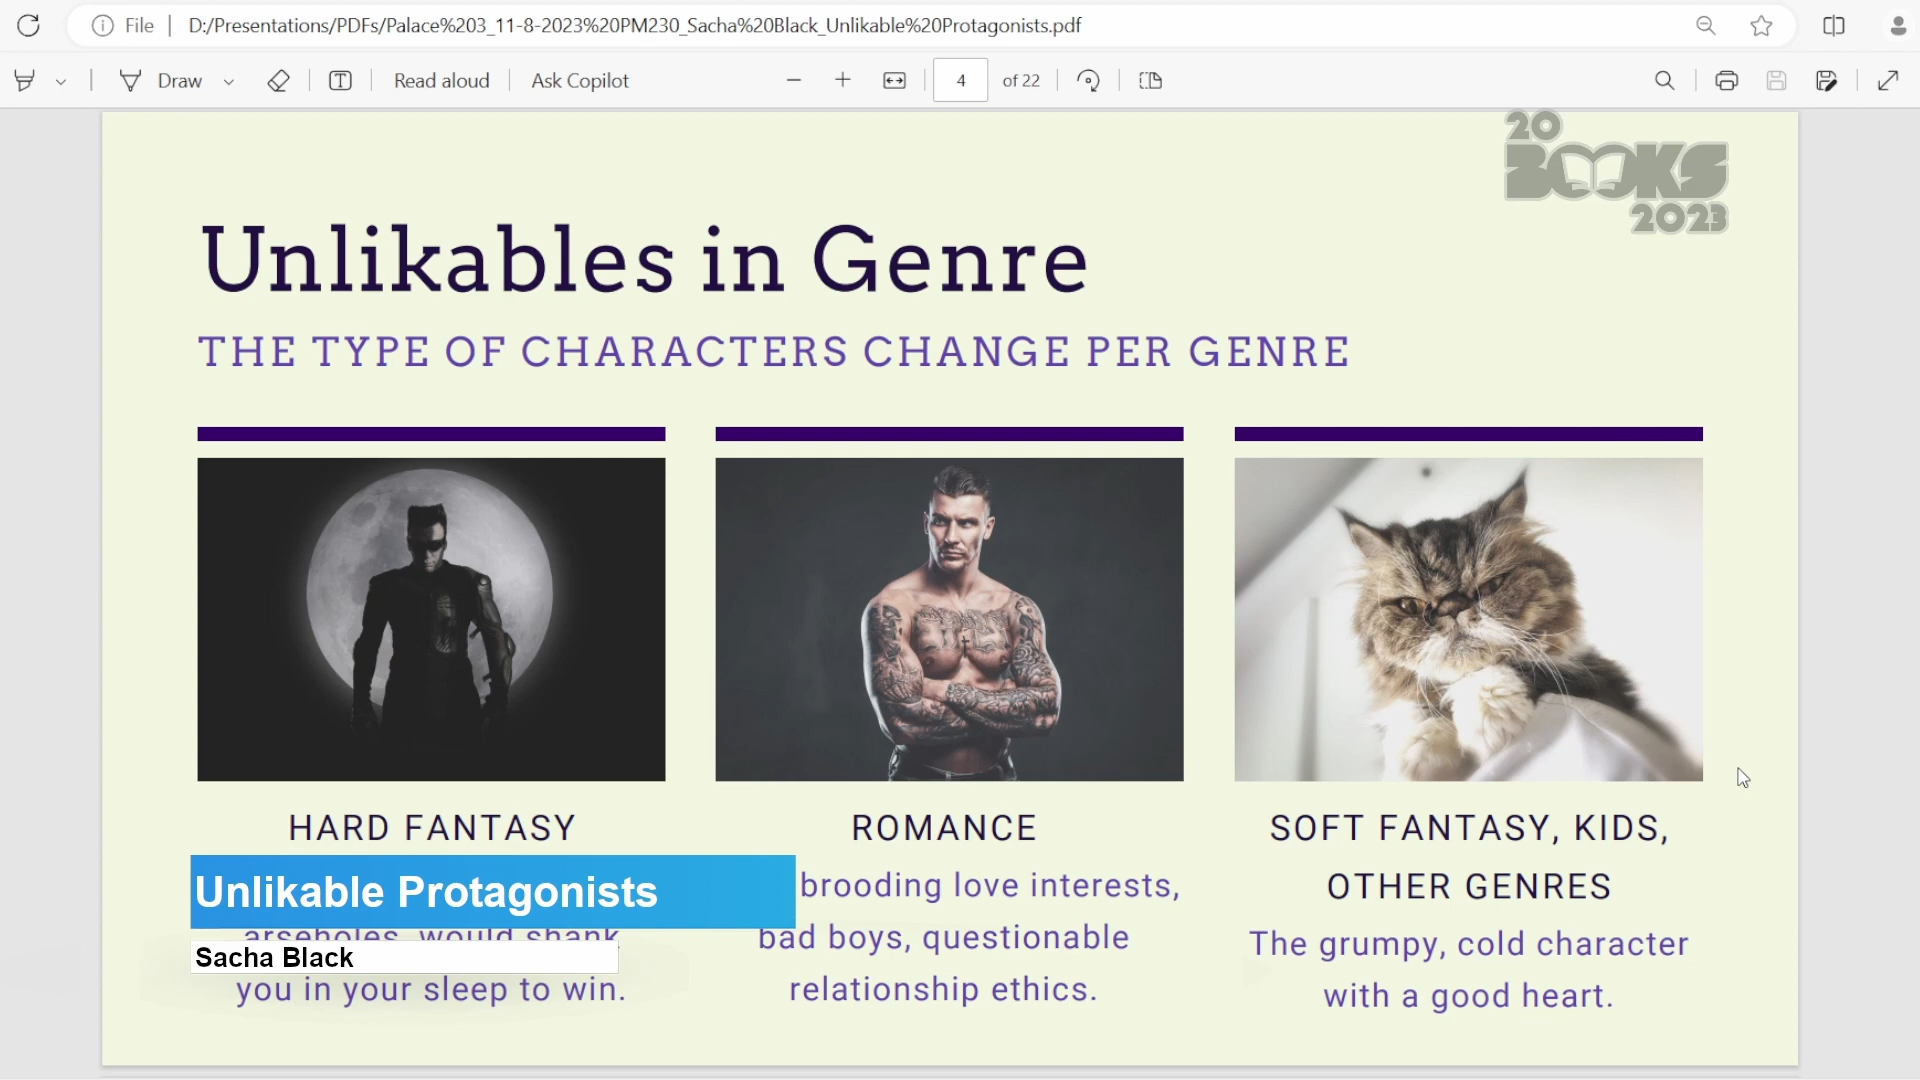 File
D:/Presentations/PDFs/Palace%203_11-8-2023%20PM230_Sacha%20Black_Unlikable%20Protagonists.pdf
Draw
Read aloud
Ask Copilot
4 of 22
20
BOOKS
2023
Unlikables in Genre
THE TYPE OF CHARACTERS CHANGE PER GENRE
HARD FANTASY
arseholes, would shank
you in your sleep to win.
ROMANCE
brooding love interests,
bad boys, questionable
relationship ethics.
SOFT FANTASY, KIDS,
OTHER GENRES
The grumpy, cold character
with a good heart.
Unlikable Protagonists
Sacha Black